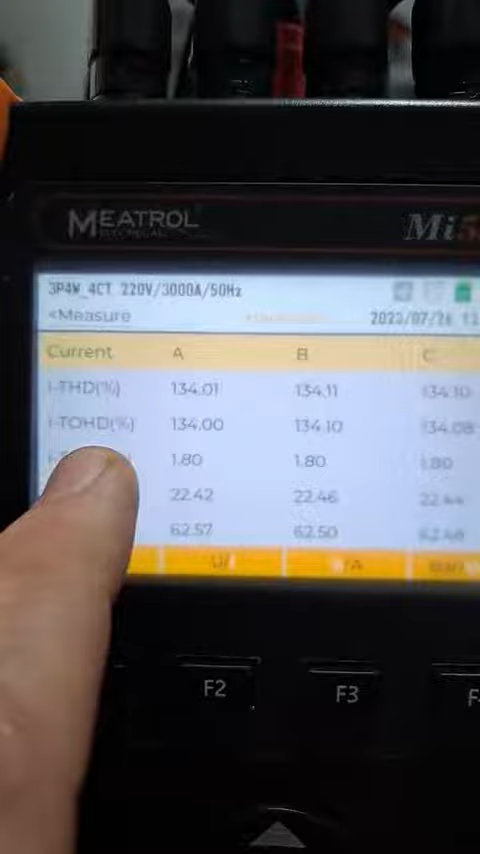 MEATROL
ELECTRICAL
Mi5
3P4W_4CT 220V/3000A/50Hz
<Measure
2023/07/26 13
Current A B C
I-THD(%) 134.01 134.11 134.10
I-TOHD(%) 134.00 134.10 134.08
1.80 1.80 1.80
22.42 22.46 22.44
62.57 62.50 62.48
U/I
F2
F3
F